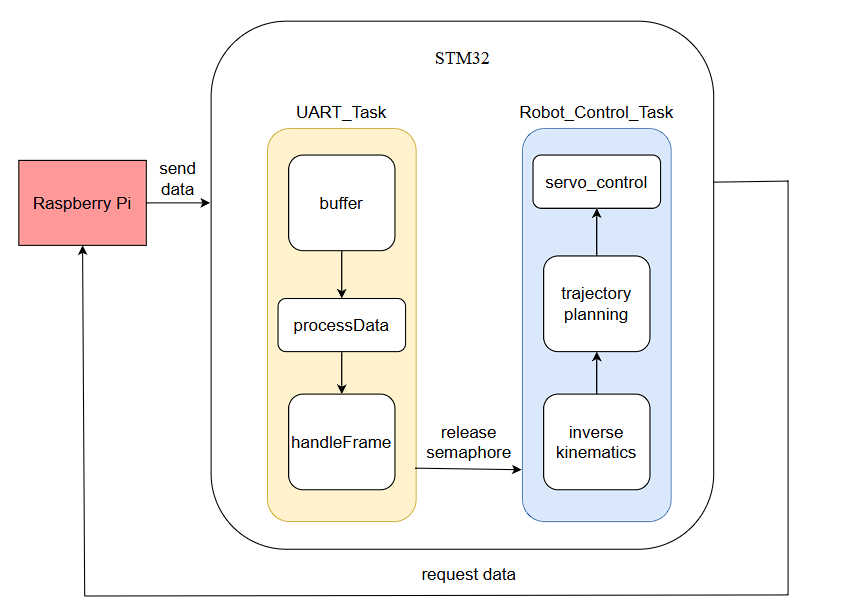 STM32
UART_Task
Robot_Control_Task
send
data
Raspberry Pi
buffer
processData
handleFrame
release
semaphore
servo_control
trajectory
planning
inverse
kinematics
request data